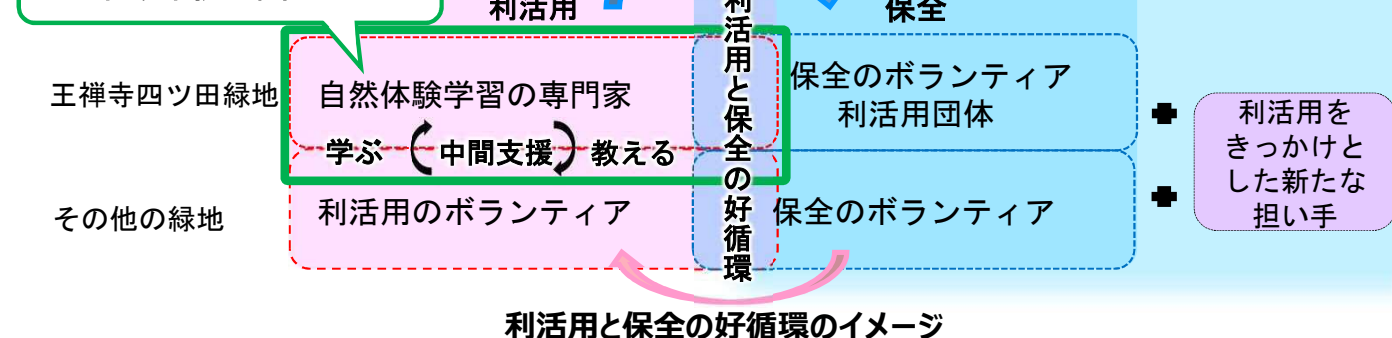 利活用
保全
利活用と保全の好循環
王禅寺四ツ田緑地
自然体験学習の専門家
保全のボランティア
利活用団体
学ぶ
中間支援
教える
利活用を
きっかけと
した新たな
担い手
その他の緑地
利活用のボランティア
保全のボランティア
利活用と保全の好循環のイメージ